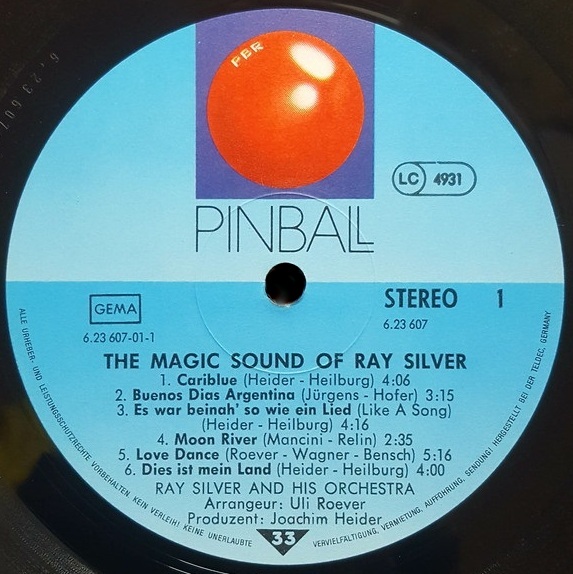 PBR
LC 4931
PINBALL
GEMA
STEREO 1
6.23 607-01-1
6.23 607
THE MAGIC SOUND OF RAY SILVER
1. Cariblue (Heider - Heilburg) 4:06
2. Buenos Dias Argentina (Jürgens - Hofer) 3:15
3. Es war beinah' so wie ein Lied (Like A Song)
(Heider - Heilburg) 4:16
4. Moon River (Mancini - Relin) 2:35
5. Love Dance (Roever - Wagner - Bensch) 5:16
6. Dies ist mein Land (Heider - Heilburg) 4:00
RAY SILVER AND HIS ORCHESTRA
Arrangeur: Uli Roever
Produzent: Joachim Heider
33
ALLE URHEBER- UND LEISTUNGSSCHUTZRECHTE VORBEHALTEN. KEIN VERLEIH! KEINE UNERLAUBTE VERVIELFÄLTIGUNG, VERMIETUNG, AUFFÜHRUNG, SENDUNG! HERGESTELLT BEI DER TELDEC, GERMANY
6.23 607